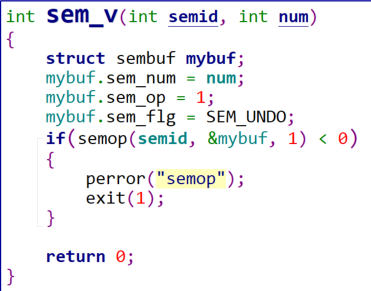 int sem_v(int semid, int num)
{
    struct sembuf mybuf;
    mybuf.sem_num = num;
    mybuf.sem_op = 1;
    mybuf.sem_flg = SEM_UNDO;
    if(semop(semid, &mybuf, 1) < 0)
    {
        perror("semop");
        exit(1);
    }

    return 0;
}